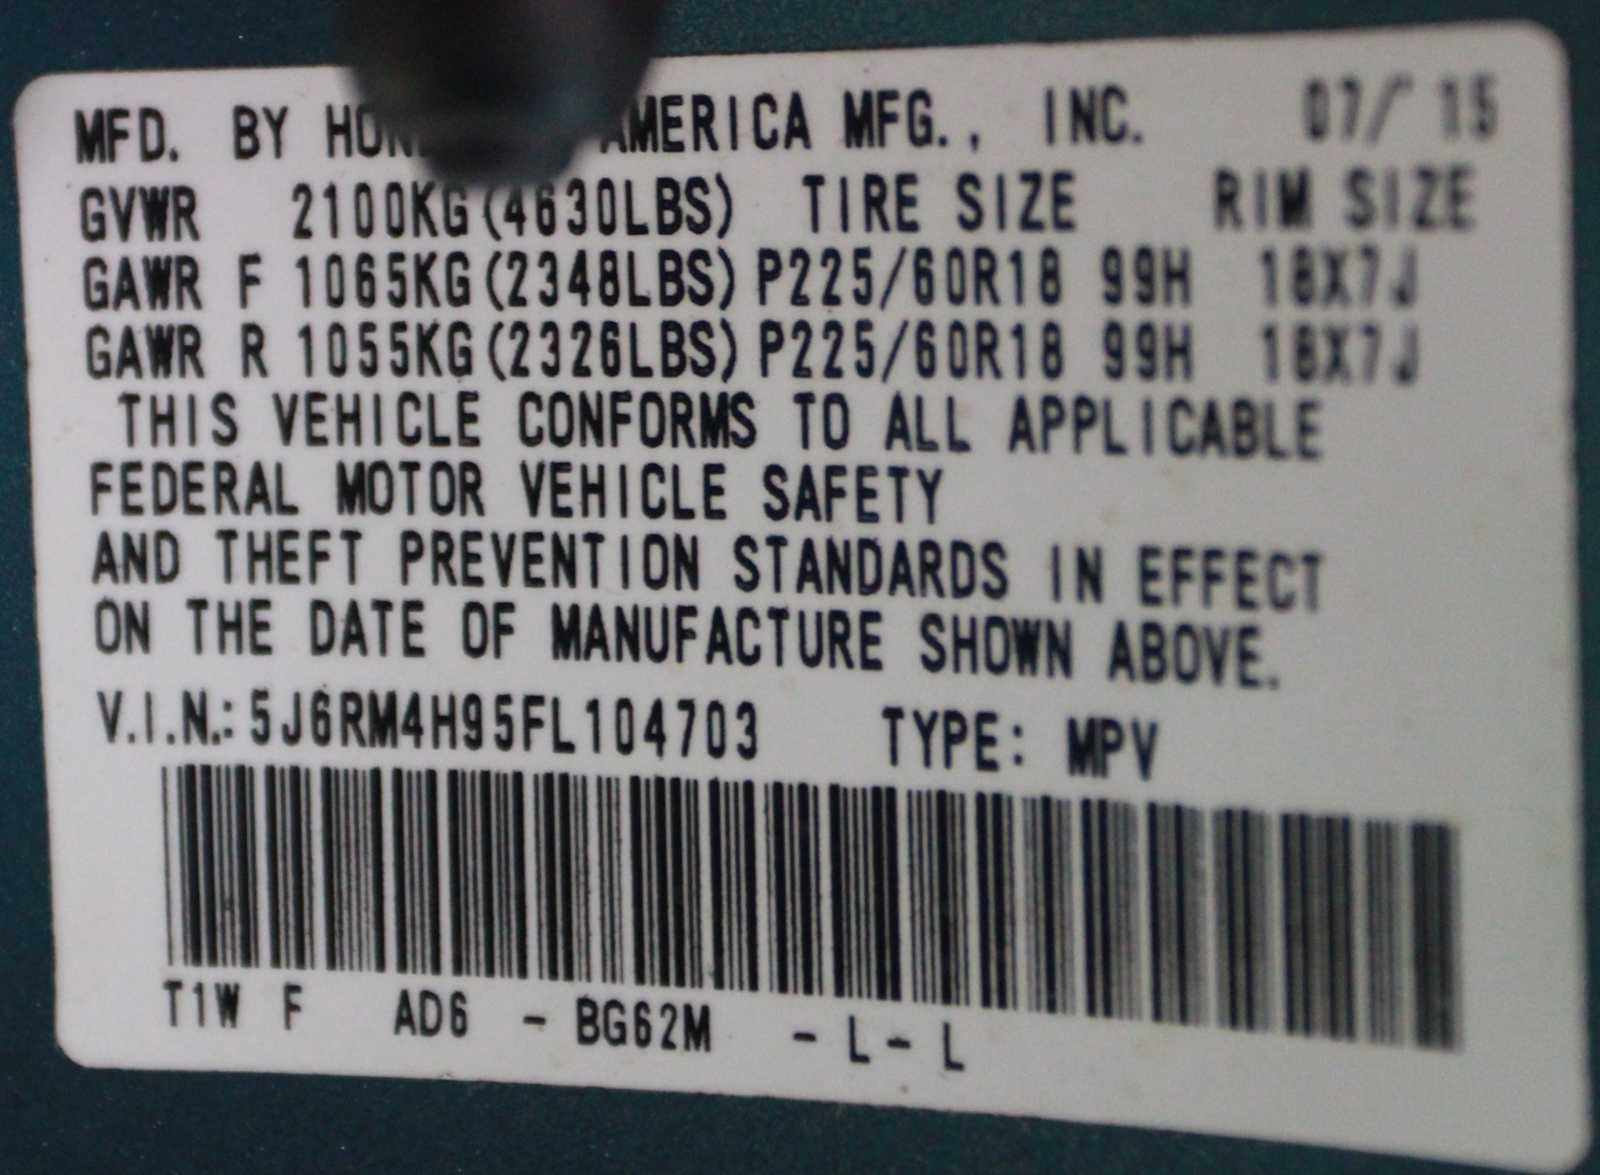 MFD. BY HON AMERICA MFG., INC. 07/ 15
GVWR 2100KG(4630LBS) TIRE SIZE RIM SIZE
GAWR F 1065KG(2348LBS) P225/60R18 99H 18X7J
GAWR R 1055KG(2326LBS) P225/60R18 99H 18X7J
THIS VEHICLE CONFORMS TO ALL APPLICABLE
FEDERAL MOTOR VEHICLE SAFETY
AND THEFT PREVENTION STANDARDS IN EFFECT
ON THE DATE OF MANUFACTURE SHOWN ABOVE.
V.I.N.: 5J6RM4H95FL104703 TYPE: MPV
T1W F AD6 - BG62M - L - L